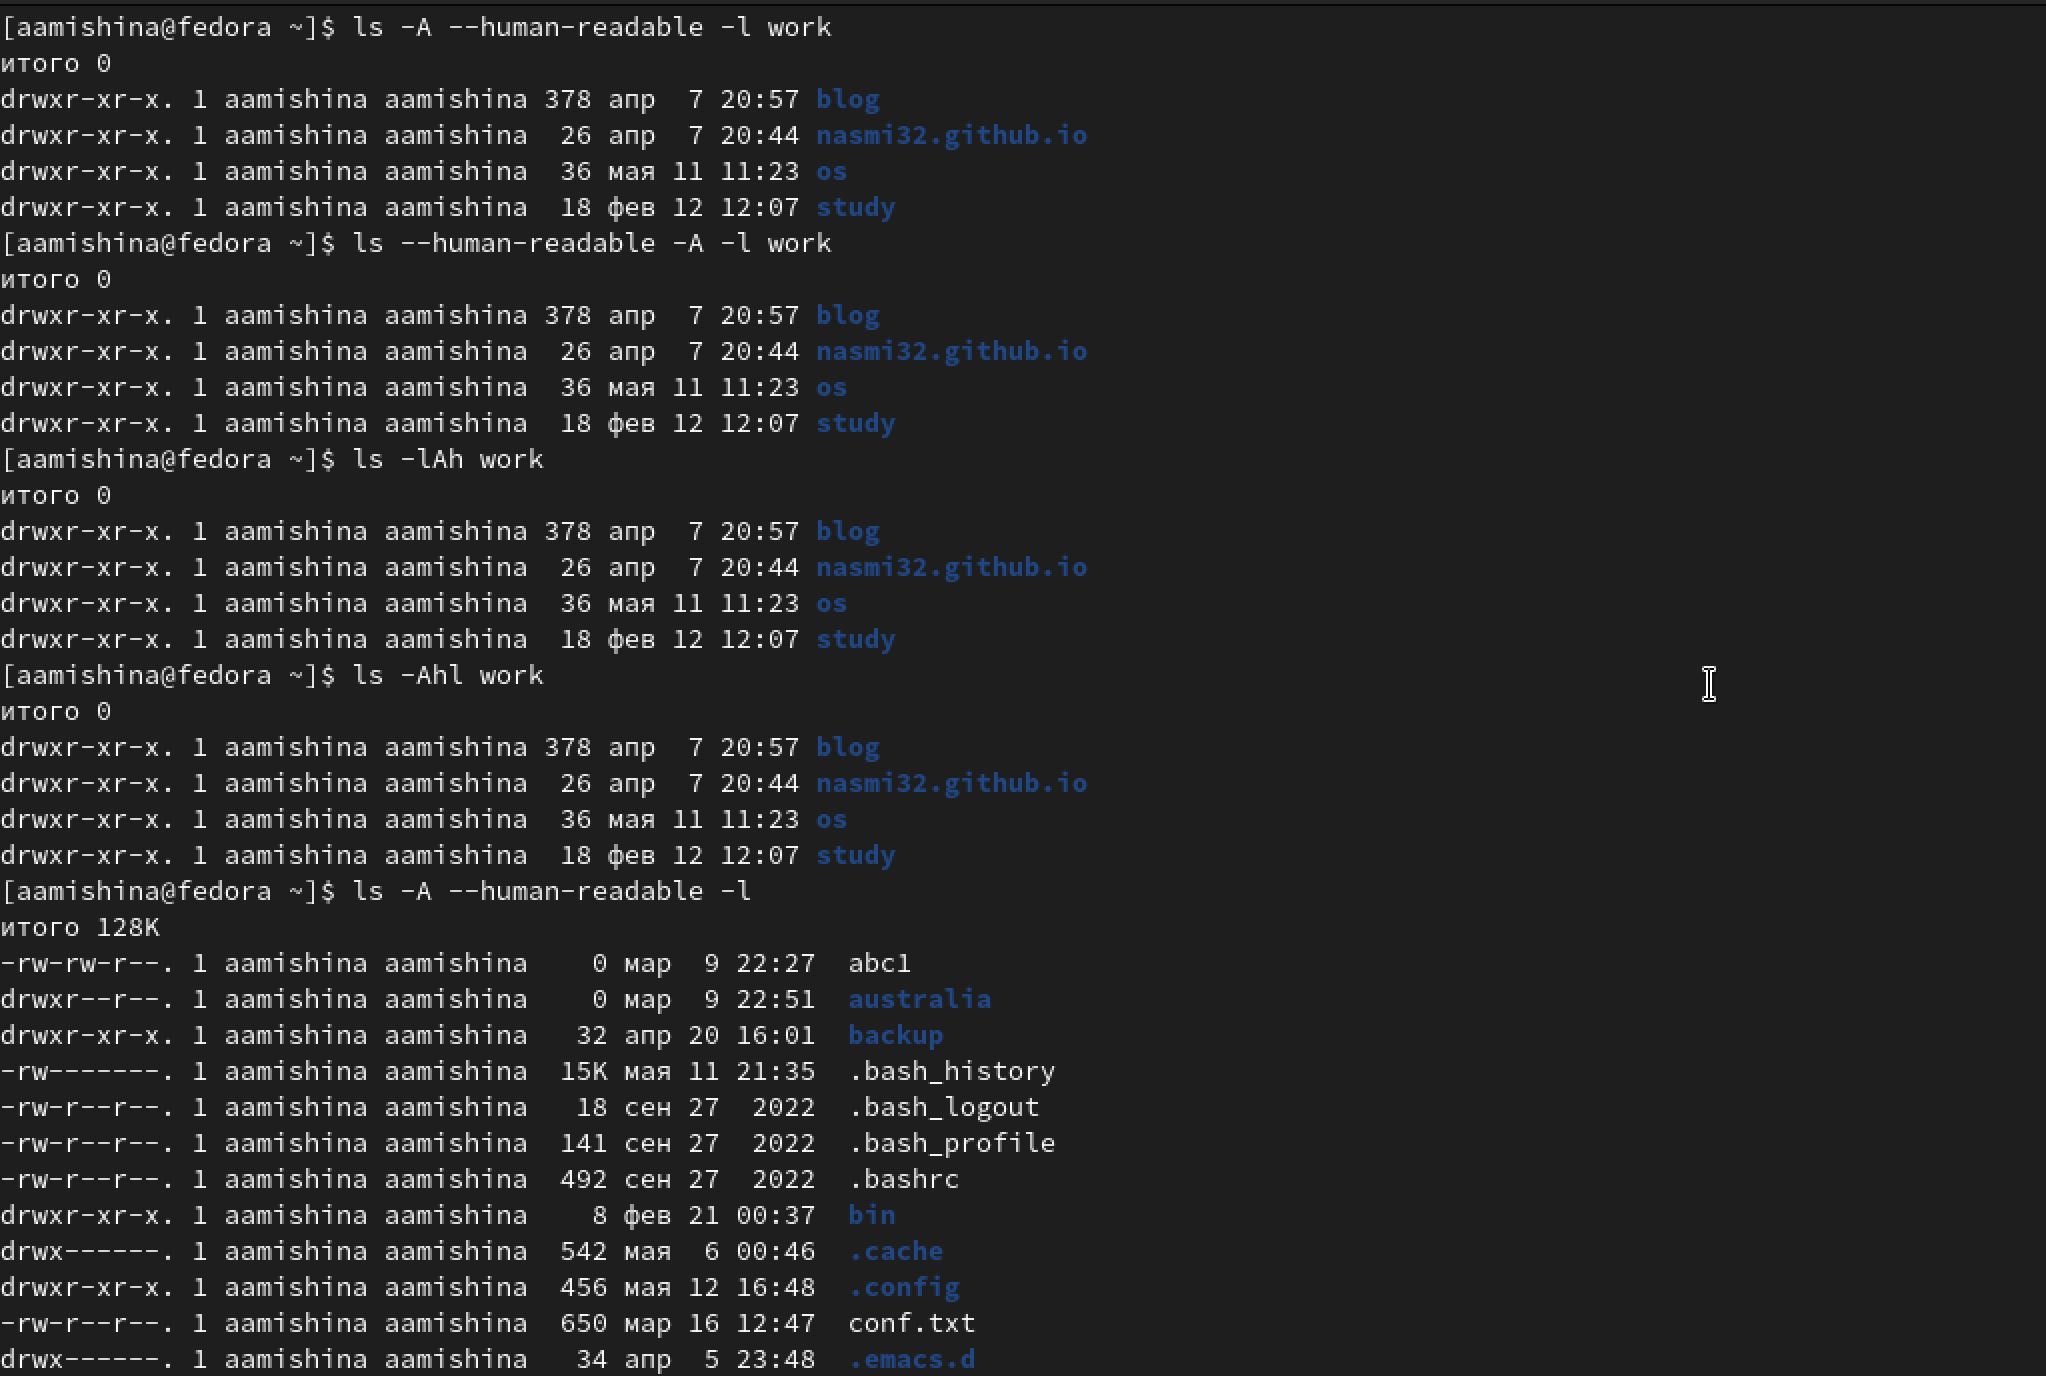 [aamishina@fedora ~]$ ls -A --human-readable -l work
итого 0
drwxr-xr-x. 1 aamishina aamishina 378 апр  7 20:57 blog
drwxr-xr-x. 1 aamishina aamishina  26 апр  7 20:44 nasmi32.github.io
drwxr-xr-x. 1 aamishina aamishina  36 мая 11 11:23 os
drwxr-xr-x. 1 aamishina aamishina  18 фев 12 12:07 study
[aamishina@fedora ~]$ ls --human-readable -A -l work
итого 0
drwxr-xr-x. 1 aamishina aamishina 378 апр  7 20:57 blog
drwxr-xr-x. 1 aamishina aamishina  26 апр  7 20:44 nasmi32.github.io
drwxr-xr-x. 1 aamishina aamishina  36 мая 11 11:23 os
drwxr-xr-x. 1 aamishina aamishina  18 фев 12 12:07 study
[aamishina@fedora ~]$ ls -lAh work
итого 0
drwxr-xr-x. 1 aamishina aamishina 378 апр  7 20:57 blog
drwxr-xr-x. 1 aamishina aamishina  26 апр  7 20:44 nasmi32.github.io
drwxr-xr-x. 1 aamishina aamishina  36 мая 11 11:23 os
drwxr-xr-x. 1 aamishina aamishina  18 фев 12 12:07 study
[aamishina@fedora ~]$ ls -Ahl work
итого 0
drwxr-xr-x. 1 aamishina aamishina 378 апр  7 20:57 blog
drwxr-xr-x. 1 aamishina aamishina  26 апр  7 20:44 nasmi32.github.io
drwxr-xr-x. 1 aamishina aamishina  36 мая 11 11:23 os
drwxr-xr-x. 1 aamishina aamishina  18 фев 12 12:07 study
[aamishina@fedora ~]$ ls -A --human-readable -l
итого 128K
-rw-rw-r--. 1 aamishina aamishina    0 мар  9 22:27  abc1
drwxr--r--. 1 aamishina aamishina    0 мар  9 22:51  australia
drwxr-xr-x. 1 aamishina aamishina   32 апр 20 16:01  backup
-rw-------. 1 aamishina aamishina  15K мая 11 21:35  .bash_history
-rw-r--r--. 1 aamishina aamishina   18 сен 27  2022  .bash_logout
-rw-r--r--. 1 aamishina aamishina  141 сен 27  2022  .bash_profile
-rw-r--r--. 1 aamishina aamishina  492 сен 27  2022  .bashrc
drwxr-xr-x. 1 aamishina aamishina    8 фев 21 00:37  bin
drwx------. 1 aamishina aamishina  542 мая  6 00:46  .cache
drwxr-xr-x. 1 aamishina aamishina  456 мая 12 16:48  .config
-rw-r--r--. 1 aamishina aamishina  650 мар 16 12:47  conf.txt
drwx------. 1 aamishina aamishina   34 апр  5 23:48  .emacs.d